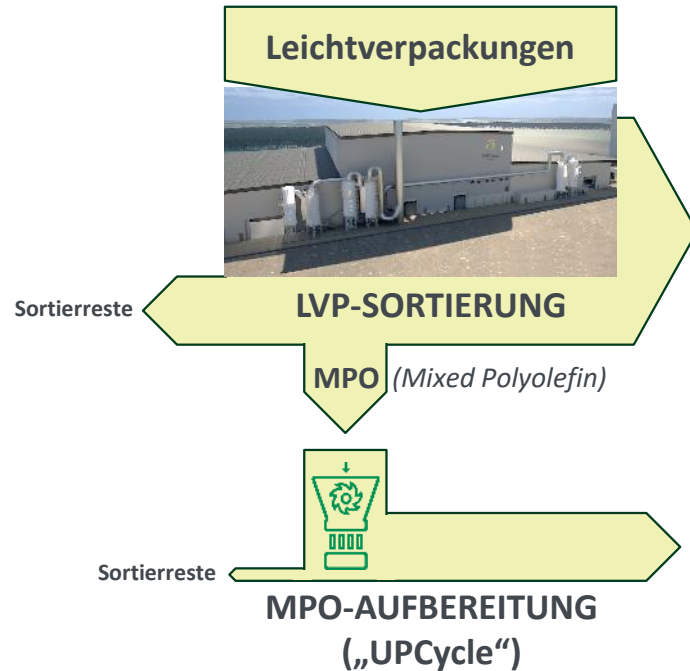 Leichtverpackungen
LVP-SORTIERUNG
Sortierreste
MPO (Mixed Polyolefin)
Sortierreste
MPO-AUFBEREITUNG
(„UPCycle“)